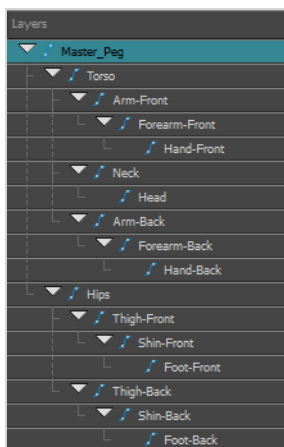 Layers
Master_Peg
Torso
Arm-Front
Forearm-Front
Hand-Front
Neck
Head
Arm-Back
Forearm-Back
Hand-Back
Hips
Thigh-Front
Shin-Front
Foot-Front
Thigh-Back
Shin-Back
Foot-Back